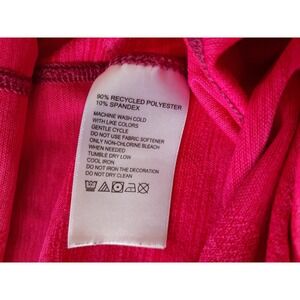 90% RECYCLED POLYESTER
10% SPANDEX
MACHINE WASH COLD
WITH LIKE COLORS
GENTLE CYCLE
DO NOT USE FABRIC SOFTENER
ONLY NON-CHLORINE BLEACH
WHEN NEEDED
TUMBLE DRY LOW
COOL IRON
DO NOT IRON THE DECORATION
DO NOT DRY CLEAN